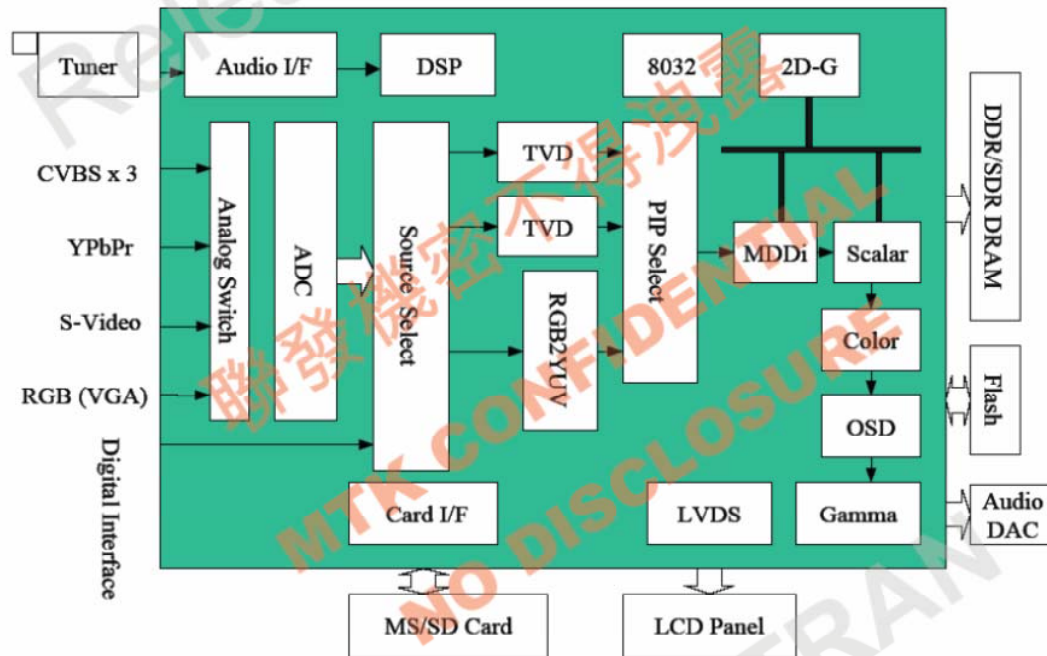 Tuner
Audio I/F
DSP
8032
2D-G
CVBS x 3
YPbPr
S-Video
RGB (VGA)
Digital Interface
Analog Switch
ADC
Source Select
TVD
TVD
RGB2YUV
PIP Select
MDDi
Scalar
Color
OSD
Gamma
LVDS
Card I/F
DDR/SDR DRAM
Flash
Audio
DAC
MS/SD Card
LCD Panel
聯發機密不得洩露
MTK CONFIDENTIAL
NO DISCLOSURE